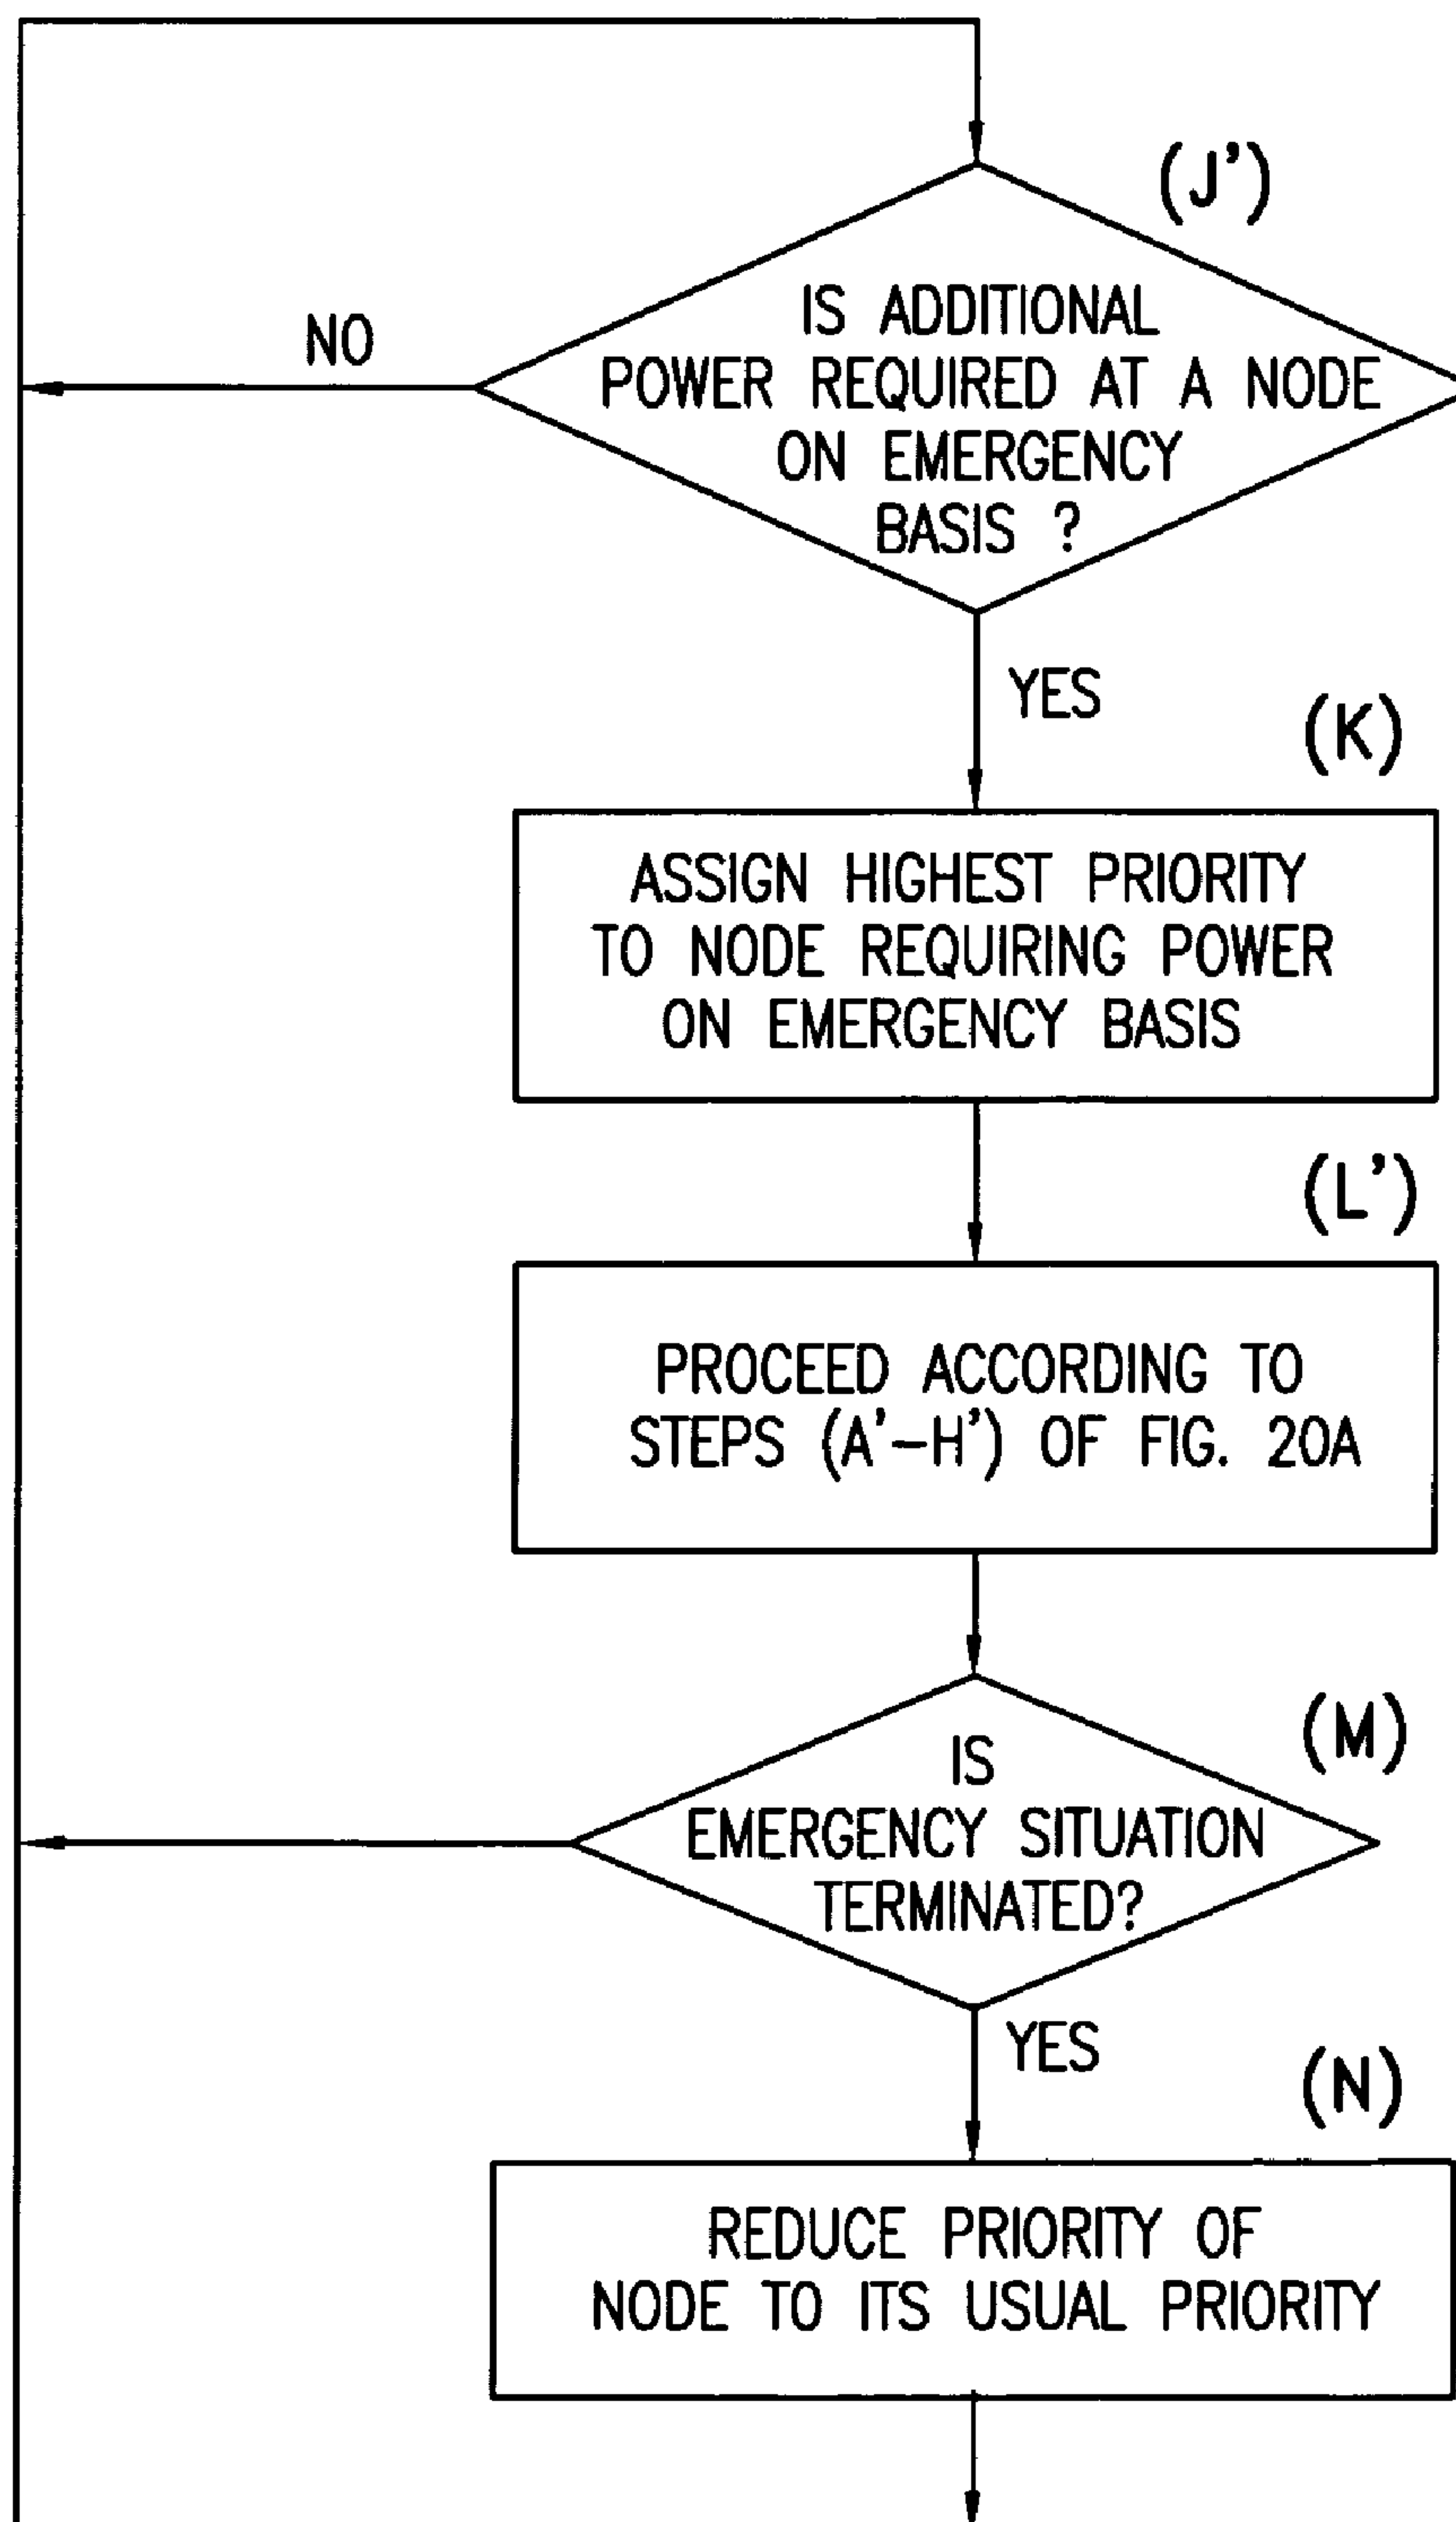 (J')
IS ADDITIONAL
POWER REQUIRED AT A NODE
ON EMERGENCY
BASIS ?
NO
YES
(K)
ASSIGN HIGHEST PRIORITY
TO NODE REQUIRING POWER
ON EMERGENCY BASIS
(L')
PROCEED ACCORDING TO
STEPS (A'-H') OF FIG. 20A
(M)
IS
EMERGENCY SITUATION
TERMINATED?
YES
(N)
REDUCE PRIORITY OF
NODE TO ITS USUAL PRIORITY